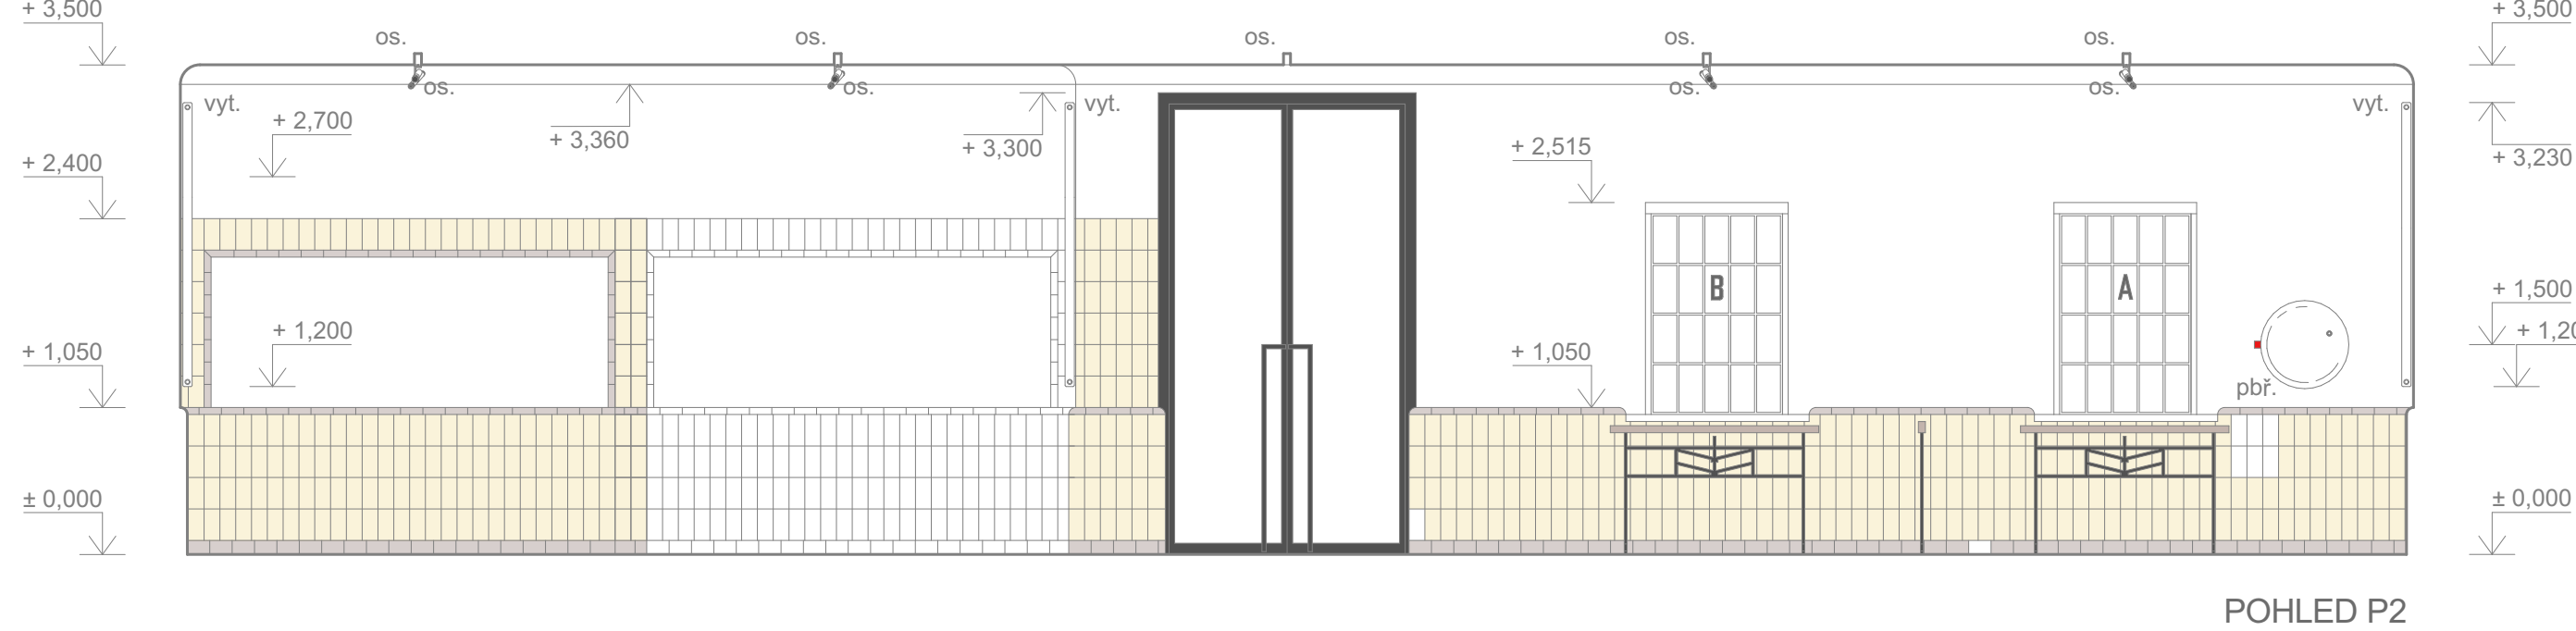 + 3,500
+ 3,500
os.
os.
os.
os.
os.
os.
os.
os.
os.
vyt.
vyt.
vyt.
+ 2,700
+ 3,360
+ 3,300
+ 2,515
+ 3,230
+ 2,400
B
A
+ 1,500
+ 1,200
+ 1,20
+ 1,050
+ 1,050
pbř.
± 0,000
± 0,000
POHLED P2